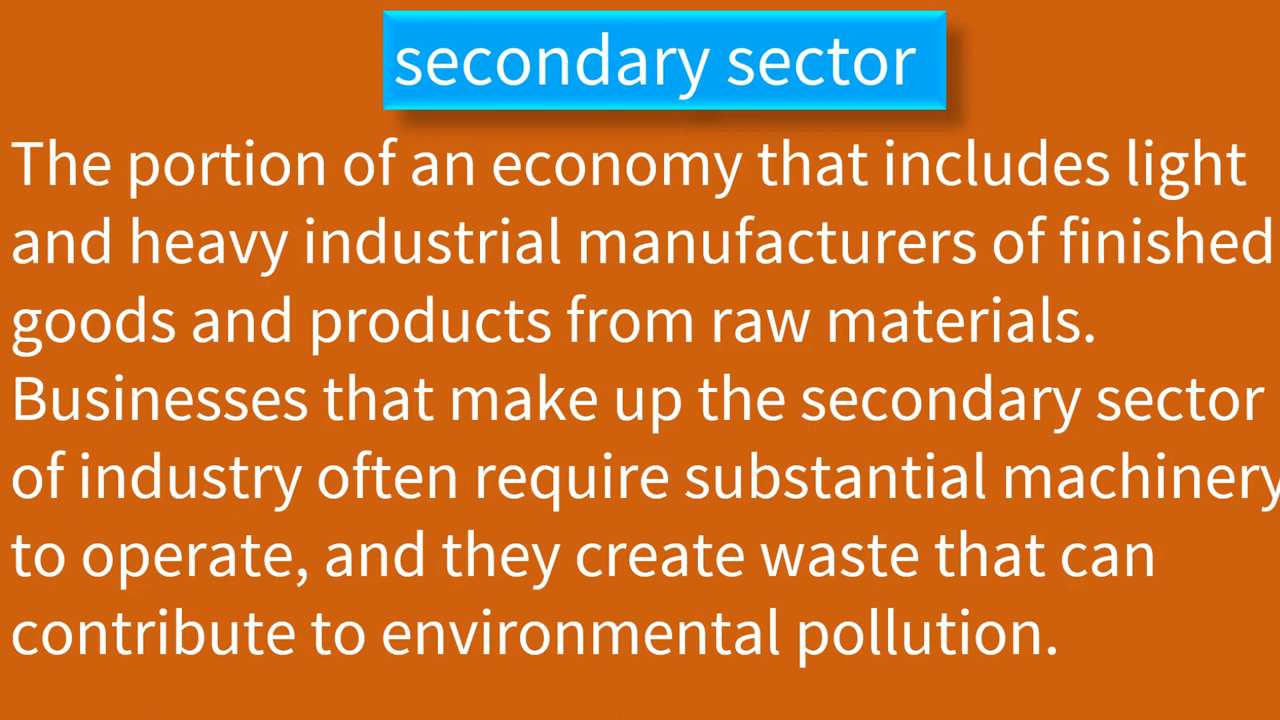 secondary sector
The portion of an economy that includes light
and heavy industrial manufacturers of finished
goods and products from raw materials.
Businesses that make up the secondary sector
of industry often require substantial machinery
to operate, and they create waste that can
contribute to environmental pollution.